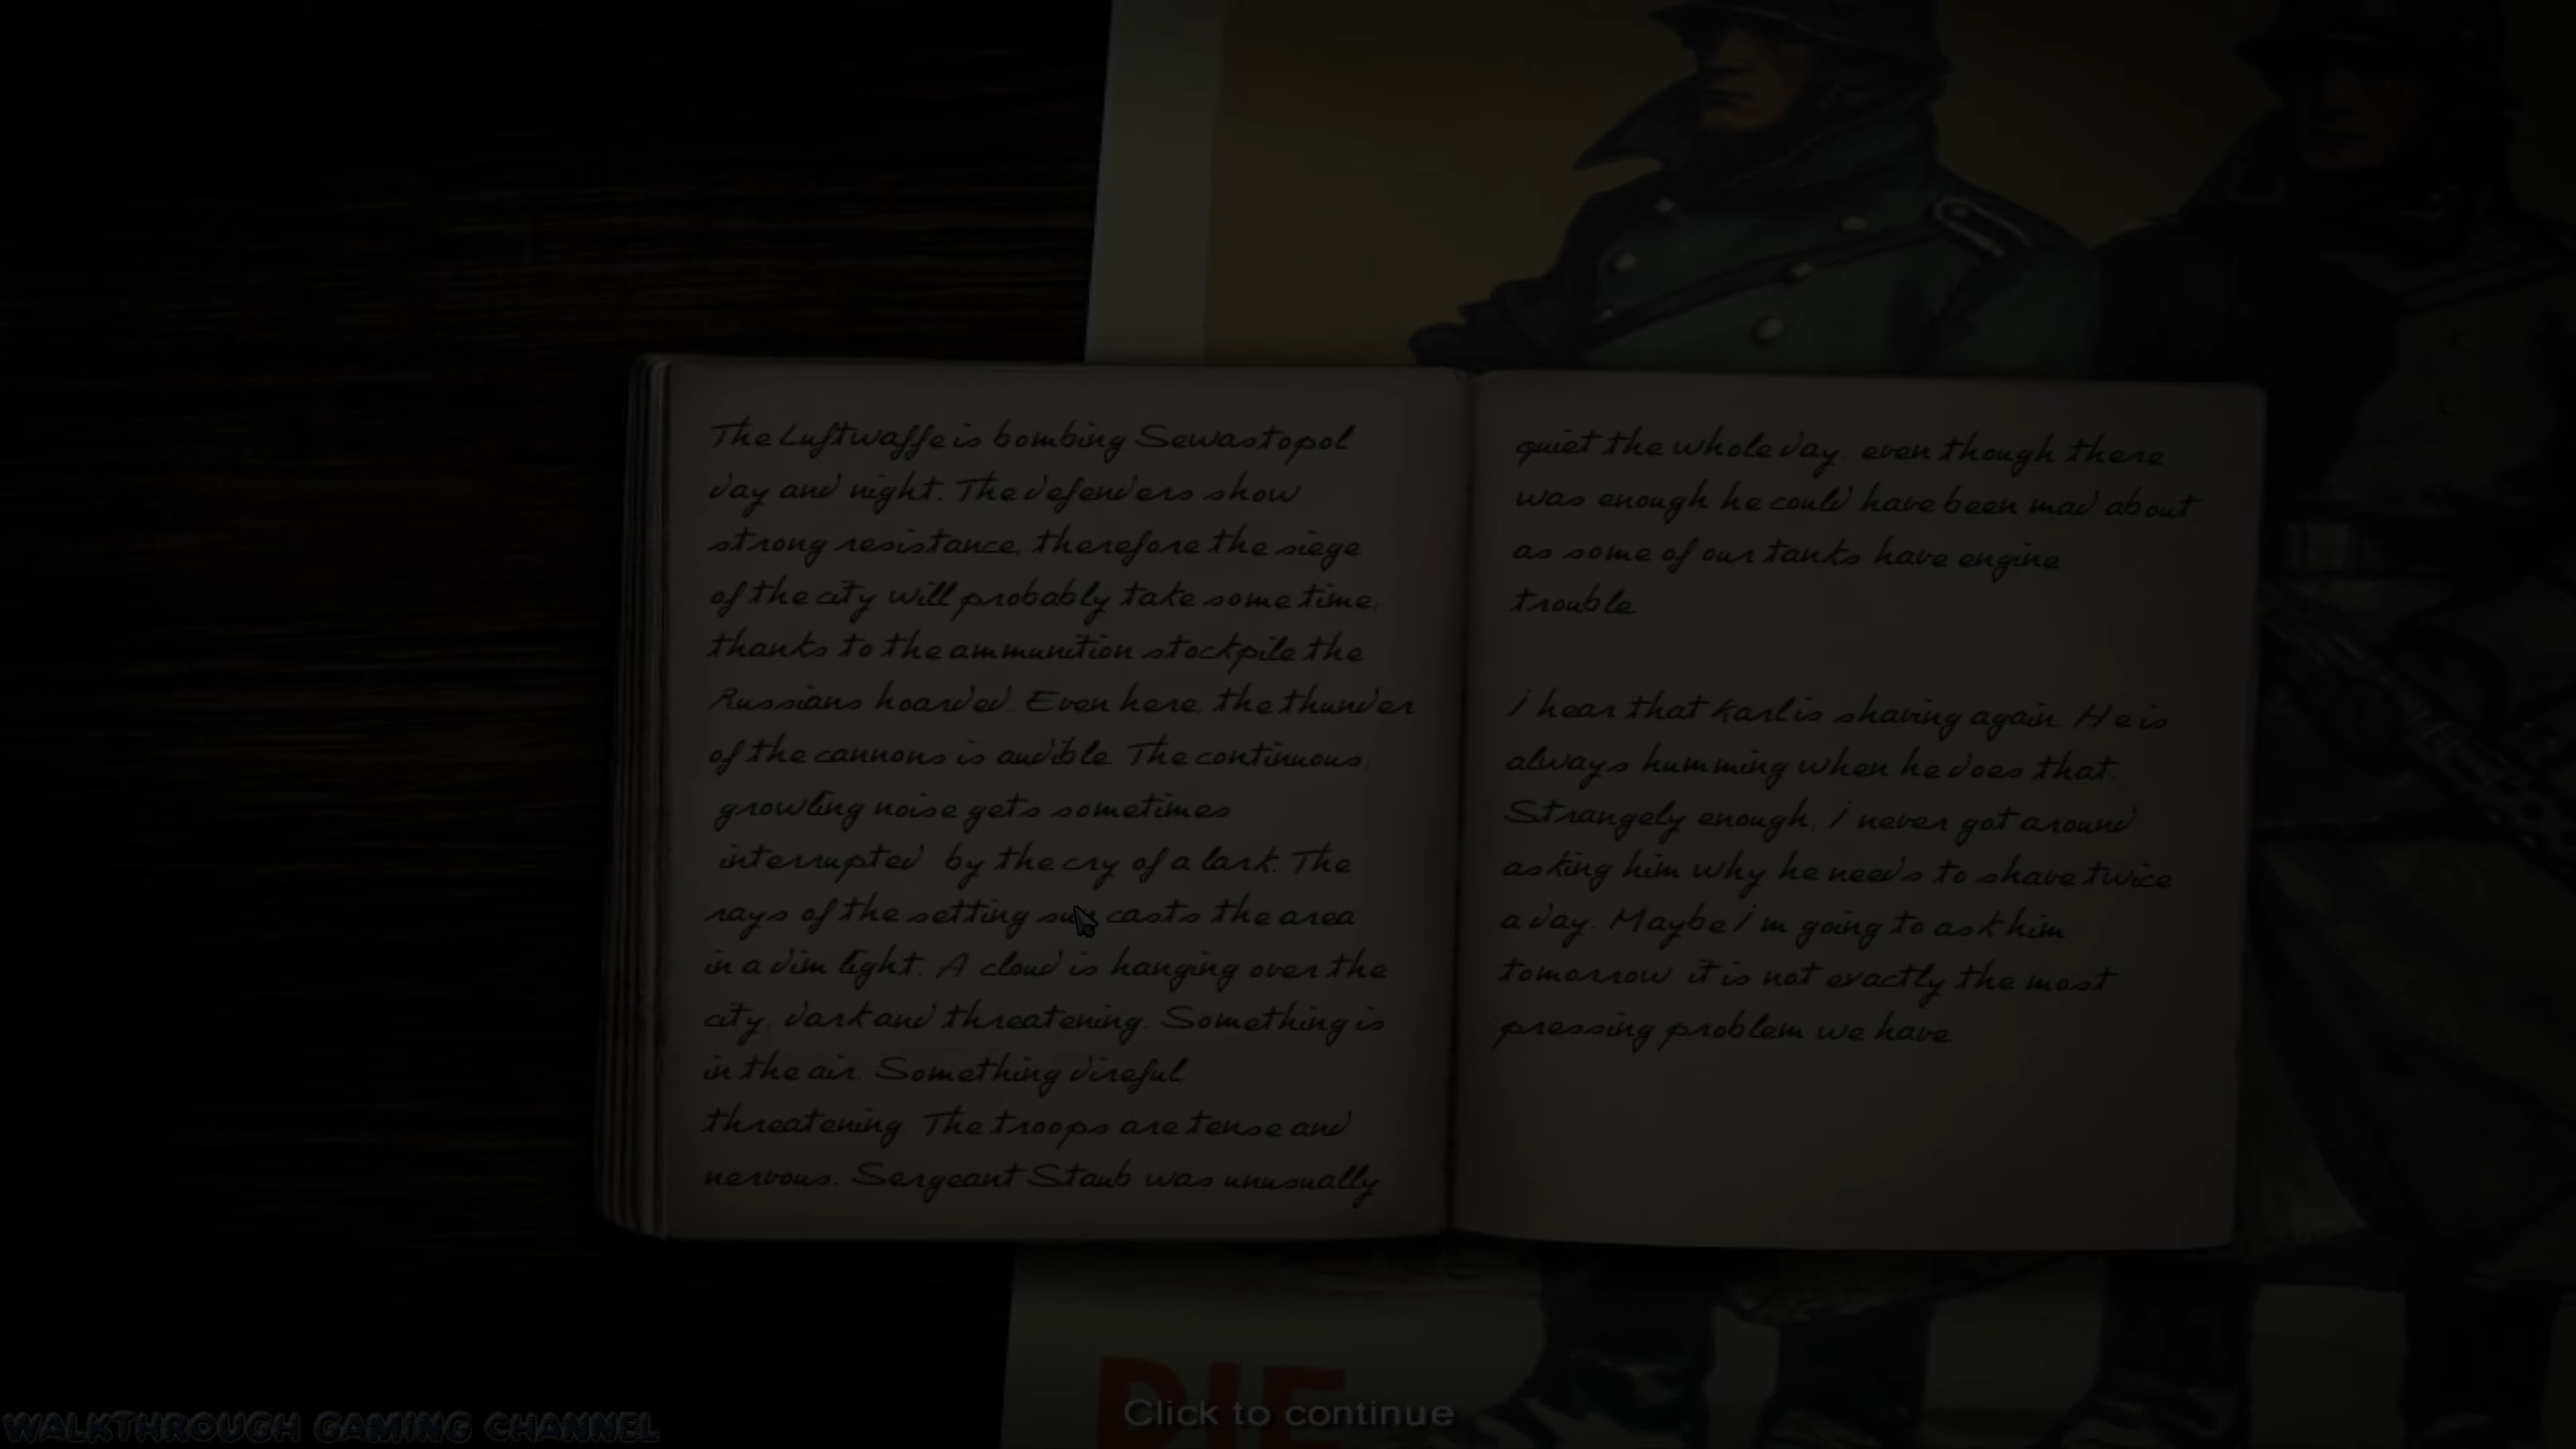 The Luftwaffe is bombing Sewastopol
day and night. The defenders show
strong resistance, therefore the siege
of the city will probably take some time,
thanks to the ammunition stockpile the
Russians hoarded. Even here, the thunder
of the cannons is audible. The continuous,
growling noise gets sometimes
interrupted by the cry of a lark. The
rays of the setting sun casts the area
in a dim light. A cloud is hanging over the
city, dark and threatening. Something is
in the air. Something direful,
threatening. The troops are tense and
nervous. Sergeant Staub was unusually
quiet the whole day, even though there
was enough he could have been mad about,
as some of our tanks have engine
trouble.
I hear that Karl is shaving again. He is
always humming when he does that.
Strangely enough, I never got around
asking him why he needs to shave twice
a day. Maybe I'm going to ask him
tomorrow it is not exactly the most
pressing problem we have.
DIE
Click to continue
WALKTHROUGH GAMING CHANNEL